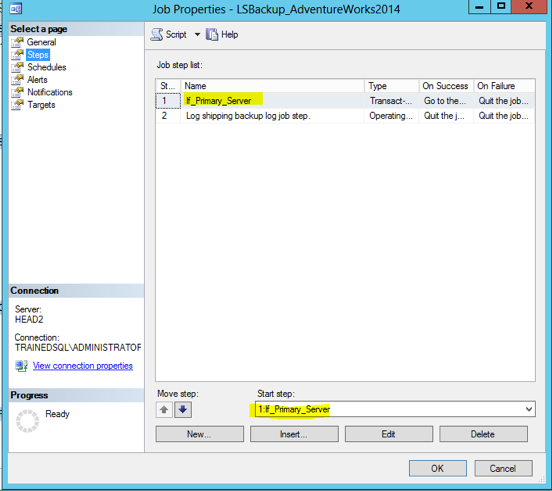 Job Properties - LSBackup_AdventureWorks2014
Select a page
General
Steps
Schedules
Alerts
Notifications
Targets
Script Help
Job step list:
St... Name Type On Success On Failure
1 If_Primary_Server Transact-... Go to the... Quit the job...
2 Log shipping backup log job step. Operating... Quit the j... Quit the job...
Connection
Server:
HEAD2
Connection:
TRAINEDSQL\ADMINISTRATOR
View connection properties
Progress
Ready
Move step: Start step:
1:If_Primary_Server
New... Insert... Edit Delete
OK Cancel